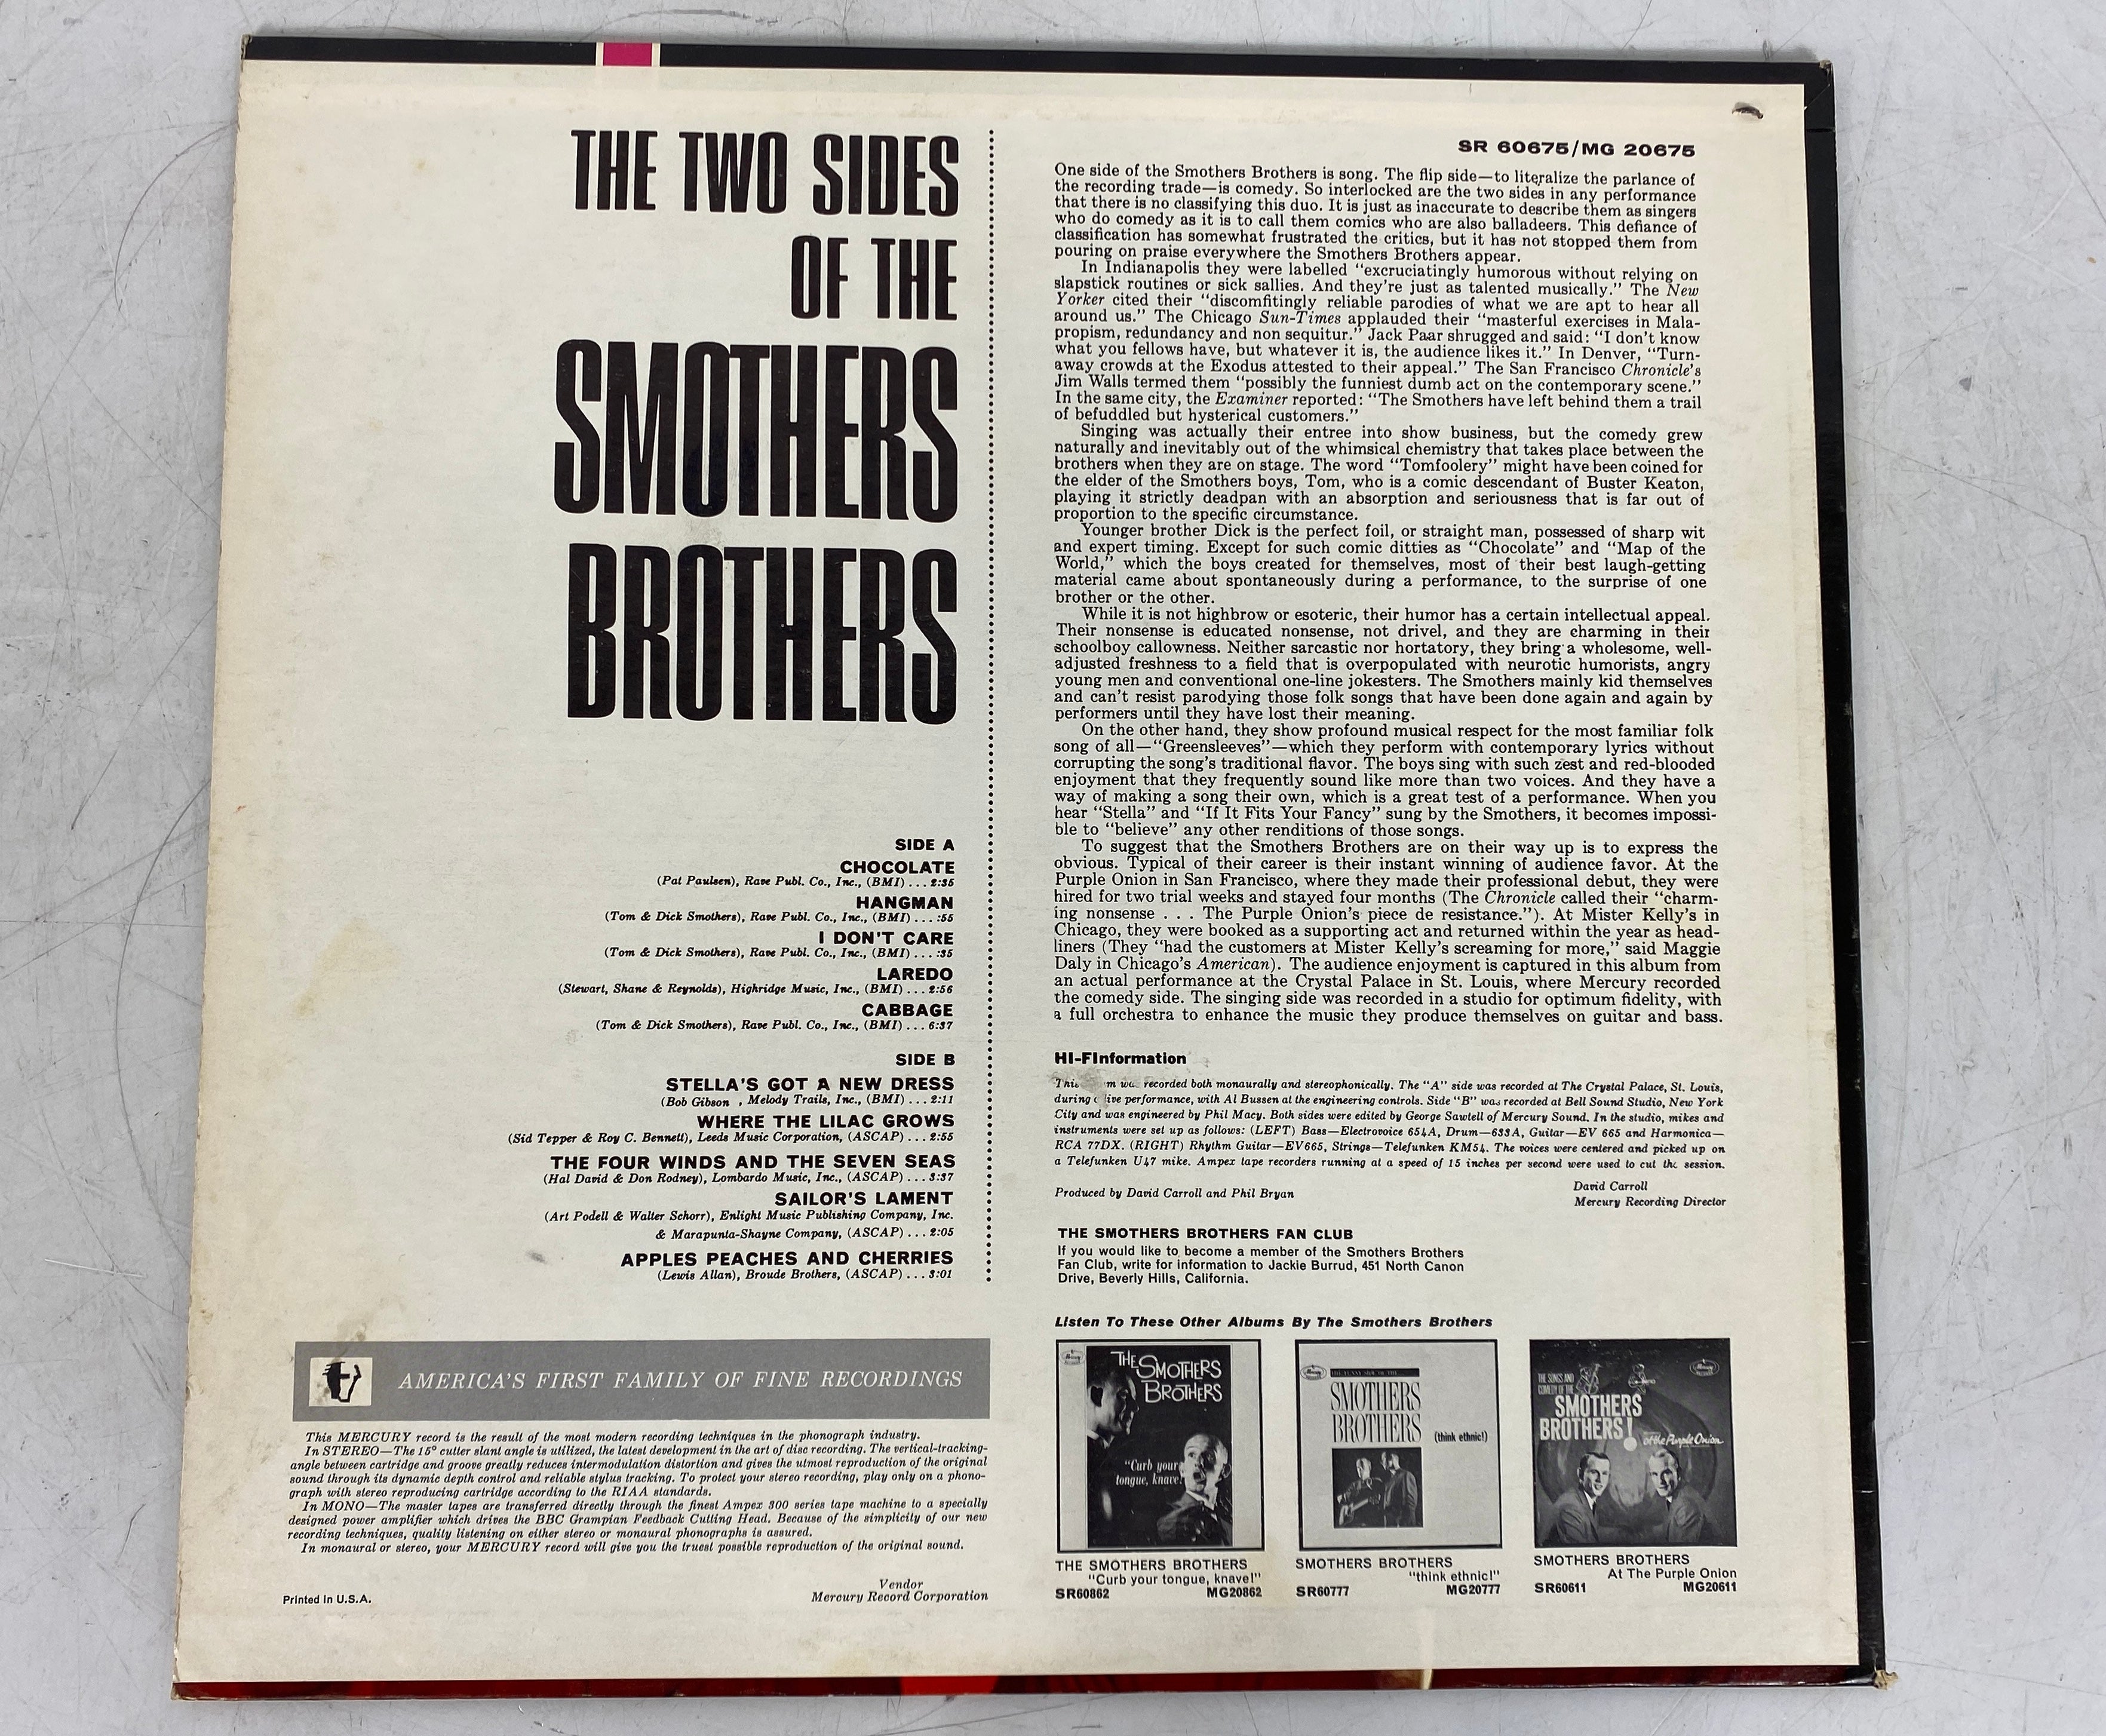 THE TWO SIDES
OF THE
SMOTHERS
BROTHERS
SIDE A
CHOCOLATE
(Pat Paulsen), Rave Publ. Co., Inc., (BMI) . . . 2:35
HANGMAN
(Tom & Dick Smothers), Rave Publ. Co., Inc., (BMI) . . . :55
I DON'T CARE
(Tom & Dick Smothers), Rave Publ. Co., Inc., (BMI) . . . :35
LAREDO
(Stewart, Shane & Reynolds), Highridge Music, Inc., (BMI) . . . 2:56
CABBAGE
(Tom & Dick Smothers), Rave Publ. Co., Inc., (BMI) . . . 6:37
SIDE B
STELLA'S GOT A NEW DRESS
(Bob Gibson , Melody Trails, Inc., (BMI) . . . 2:11
WHERE THE LILAC GROWS
(Sid Tepper & Roy C. Bennett), Leeds Music Corporation, (ASCAP) . . . 2:55
THE FOUR WINDS AND THE SEVEN SEAS
(Hal David & Don Rodney), Lombardo Music, Inc., (ASCAP) . . . 3:37
SAILOR'S LAMENT
(Art Podell & Walter Schorr), Enlight Music Publishing Company, Inc.
& Marapunta-Shayne Company, (ASCAP) . . . 2:05
APPLES PEACHES AND CHERRIES
(Lewis Allan), Broude Brothers, (ASCAP) . . . 3:01
AMERICA'S FIRST FAMILY OF FINE RECORDINGS
This MERCURY record is the result of the most modern recording techniques in the phonograph industry.
In STEREO—The 15° cutter slant angle is utilized, the latest development in the art of disc recording. The vertical-tracking-
angle between cartridge and groove greatly reduces intermodulation distortion and gives the utmost reproduction of the original
sound through its dynamic depth control and reliable stylus tracking. To protect your stereo recording, play only on a phono-
graph with stereo reproducing cartridge according to the RIAA standards.
In MONO—The master tapes are transferred directly through the finest Ampex 300 series tape machine to a specially
designed power amplifier which drives the BBC Grampian Feedback Cutting Head. Because of the simplicity of our new
recording techniques, quality listening on either stereo or monaural phonographs is assured.
In monaural or stereo, your MERCURY record will give you the truest possible reproduction of the original sound.
Vendor
Mercury Record Corporation
Printed in U.S.A.
SR 60675/MG 20675
One side of the Smothers Brothers is song. The flip side—to literalize the parlance of
the recording trade—is comedy. So interlocked are the two sides in any performance
that there is no classifying this duo. It is just as inaccurate to describe them as singers
who do comedy as it is to call them comics who are also balladeers. This defiance of
classification has somewhat frustrated the critics, but it has not stopped them from
pouring on praise everywhere the Smothers Brothers appear.
In Indianapolis they were labelled "excruciatingly humorous without relying on
slapstick routines or sick sallies. And they're just as talented musically." The New
Yorker cited their "discomfitingly reliable parodies of what we are apt to hear all
around us." The Chicago Sun-Times applauded their "masterful exercises in Mala-
propism, redundancy and non sequitur." Jack Paar shrugged and said: "I don't know
what you fellows have, but whatever it is, the audience likes it." In Denver, "Turn-
away crowds at the Exodus attested to their appeal." The San Francisco Chronicle's
Jim Walls termed them "possibly the funniest dumb act on the contemporary scene."
In the same city, the Examiner reported: "The Smothers have left behind them a trail
of befuddled but hysterical customers."
Singing was actually their entree into show business, but the comedy grew
naturally and inevitably out of the whimsical chemistry that takes place between the
brothers when they are on stage. The word "Tomfoolery" might have been coined for
the elder of the Smothers boys, Tom, who is a comic descendant of Buster Keaton,
playing it strictly deadpan with an absorption and seriousness that is far out of
proportion to the specific circumstance.
Younger brother Dick is the perfect foil, or straight man, possessed of sharp wit
and expert timing. Except for such comic ditties as "Chocolate" and "Map of the
World," which the boys created for themselves, most of their best laugh-getting
material came about spontaneously during a performance, to the surprise of one
brother or the other.
While it is not highbrow or esoteric, their humor has a certain intellectual appeal.
Their nonsense is educated nonsense, not drivel, and they are charming in their
schoolboy callowness. Neither sarcastic nor hortatory, they bring a wholesome, well-
adjusted freshness to a field that is overpopulated with neurotic humorists, angry
young men and conventional one-line jokesters. The Smothers mainly kid themselves
and can't resist parodying those folk songs that have been done again and again by
performers until they have lost their meaning.
On the other hand, they show profound musical respect for the most familiar folk
song of all—"Greensleeves"—which they perform with contemporary lyrics without
corrupting the song's traditional flavor. The boys sing with such zest and red-blooded
enjoyment that they frequently sound like more than two voices. And they have a
way of making a song their own, which is a great test of a performance. When you
hear "Stella" and "If It Fits Your Fancy" sung by the Smothers, it becomes impossi-
ble to "believe" any other renditions of those songs.
To suggest that the Smothers Brothers are on their way up is to express the
obvious. Typical of their career is their instant winning of audience favor. At the
Purple Onion in San Francisco, where they made their professional debut, they were
hired for two trial weeks and stayed four months (The Chronicle called their "charm-
ing nonsense . . . The Purple Onion's piece de resistance."). At Mister Kelly's in
Chicago, they were booked as a supporting act and returned within the year as head-
liners (They "had the customers at Mister Kelly's screaming for more," said Maggie
Daly in Chicago's American). The audience enjoyment is captured in this album from
an actual performance at the Crystal Palace in St. Louis, where Mercury recorded
the comedy side. The singing side was recorded in a studio for optimum fidelity, with
a full orchestra to enhance the music they produce themselves on guitar and bass.
HI-FInformation
This recorded both monaurally and stereophonically. The "A" side was recorded at The Crystal Palace, St. Louis,
during live performance, with Al Bussen at the engineering controls. Side "B" was recorded at Bell Sound Studio, New York
City and was engineered by Phil Macy. Both sides were edited by George Sawtell of Mercury Sound. In the studio, mikes and
instruments were set up as follows: (LEFT) Bass—Electrovoice 654A, Drum—633A, Guitar—EV 665 and Harmonica—
RCA 77DX. (RIGHT) Rhythm Guitar—EV665, Strings—Telefunken KM54. The voices were centered and picked up on
a Telefunken U47 mike. Ampex tape recorders running at a speed of 15 inches per second were used to cut the session.
David Carroll
Produced by David Carroll and Phil Bryan
Mercury Recording Director
THE SMOTHERS BROTHERS FAN CLUB
If you would like to become a member of the Smothers Brothers
Fan Club, write for information to Jackie Burrud, 451 North Canon
Drive, Beverly Hills, California.
Listen To These Other Albums By The Smothers Brothers
THE SMOTHERS
BROTHERS
"Curb your
tongue, knave!"
THE SMOTHERS BROTHERS
"Curb your tongue, knave!"
SR60862 MG20862
SMOTHERS
BROTHERS
(think ethnic!)
SMOTHERS BROTHERS
"think ethnic!"
SR60777 MG20777
THE SONGS AND
COMEDY OF THE
SMOTHERS
BROTHERS!
at the Purple Onion
SMOTHERS BROTHERS
At The Purple Onion
SR60611 MG20611